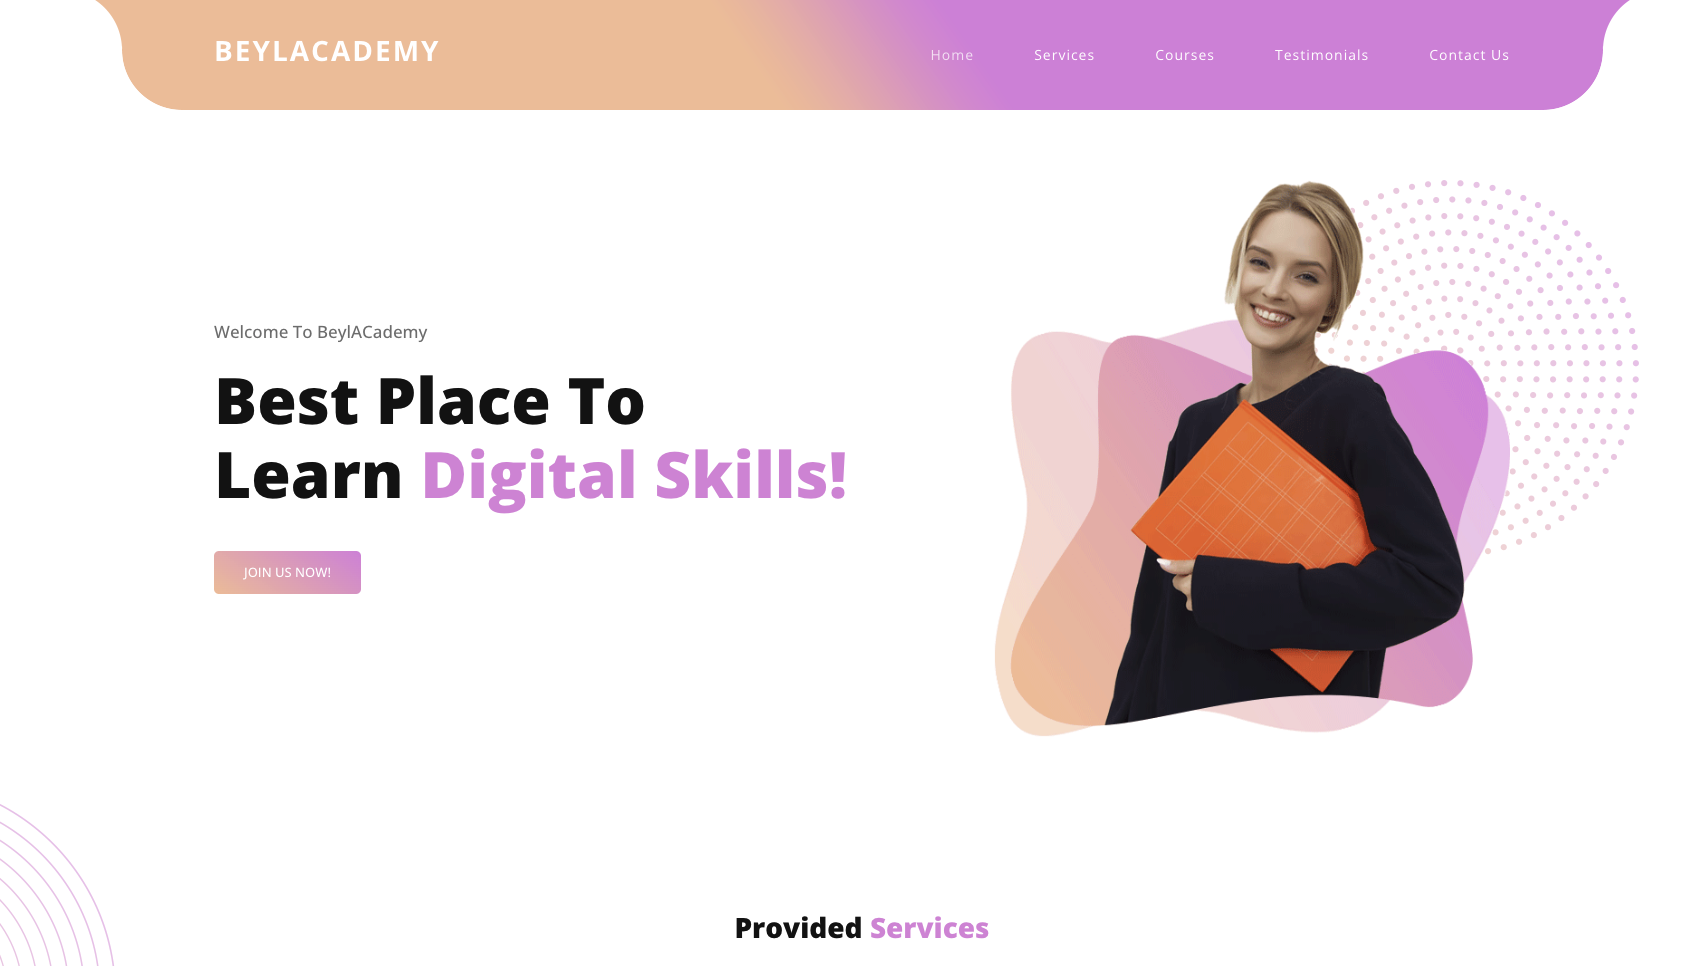 BEYLACADEMY
Home Services Courses Testimonials Contact Us
Welcome To BeylACademy
Best Place To
Learn Digital Skills!
JOIN US NOW!
Provided Services